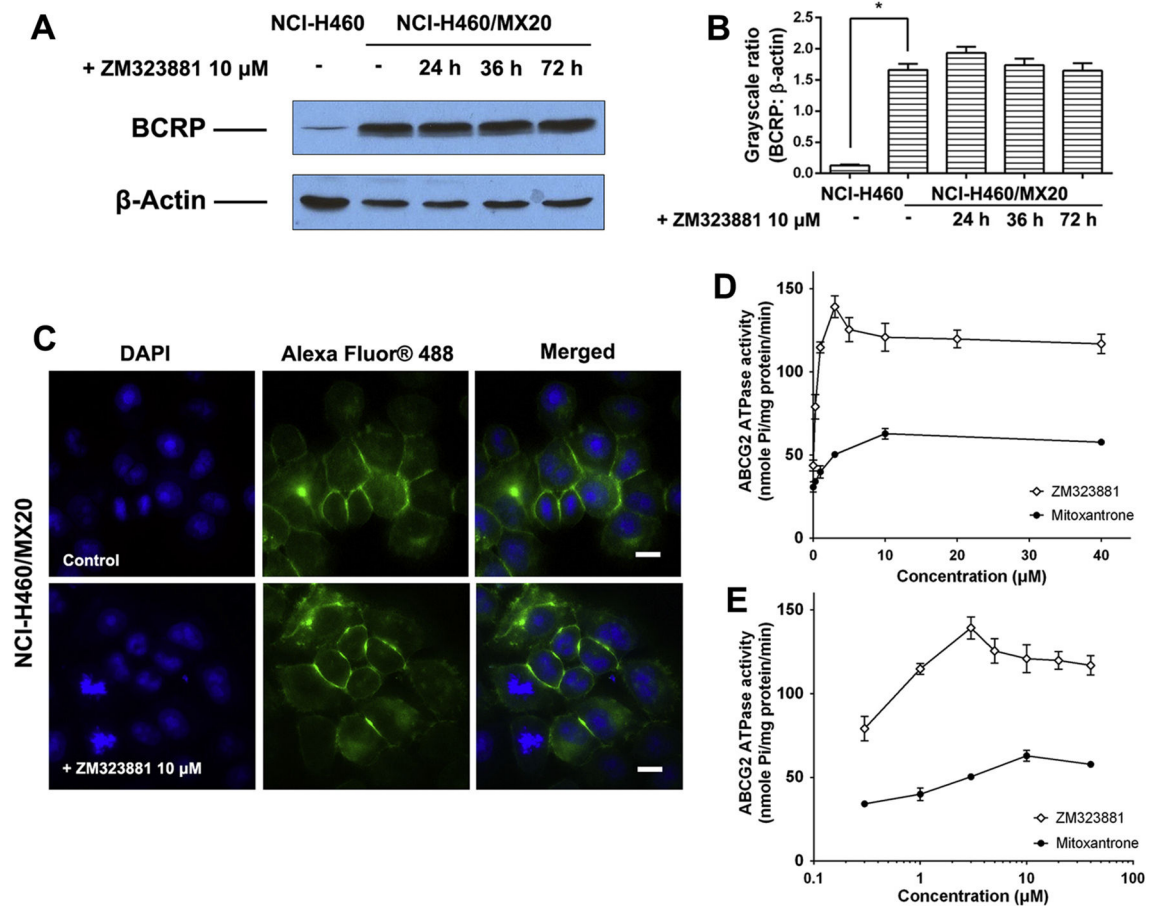 A
NCI-H460 NCI-H460/MX20
+ ZM323881 10 µM - - 24 h 36 h 72 h
BCRP
β-Actin
B
Grayscale ratio
(BCRP: β-actin)
2.5
2.0
1.5
1.0
0.5
0.0
*
NCI-H460 NCI-H460/MX20
+ ZM323881 10 µM - - 24 h 36 h 72 h
C
DAPI Alexa Fluor® 488 Merged
NCI-H460/MX20
Control
+ ZM323881 10 µM
D
ABCG2 ATPase activity
(nmole Pi/mg protein/min)
150
100
50
0
ZM323881
Mitoxantrone
0 10 20 30 40
Concentration (µM)
E
ABCG2 ATPase activity
(nmole Pi/mg protein/min)
150
100
50
0
ZM323881
Mitoxantrone
0.1 1 10 100
Concentration (µM)